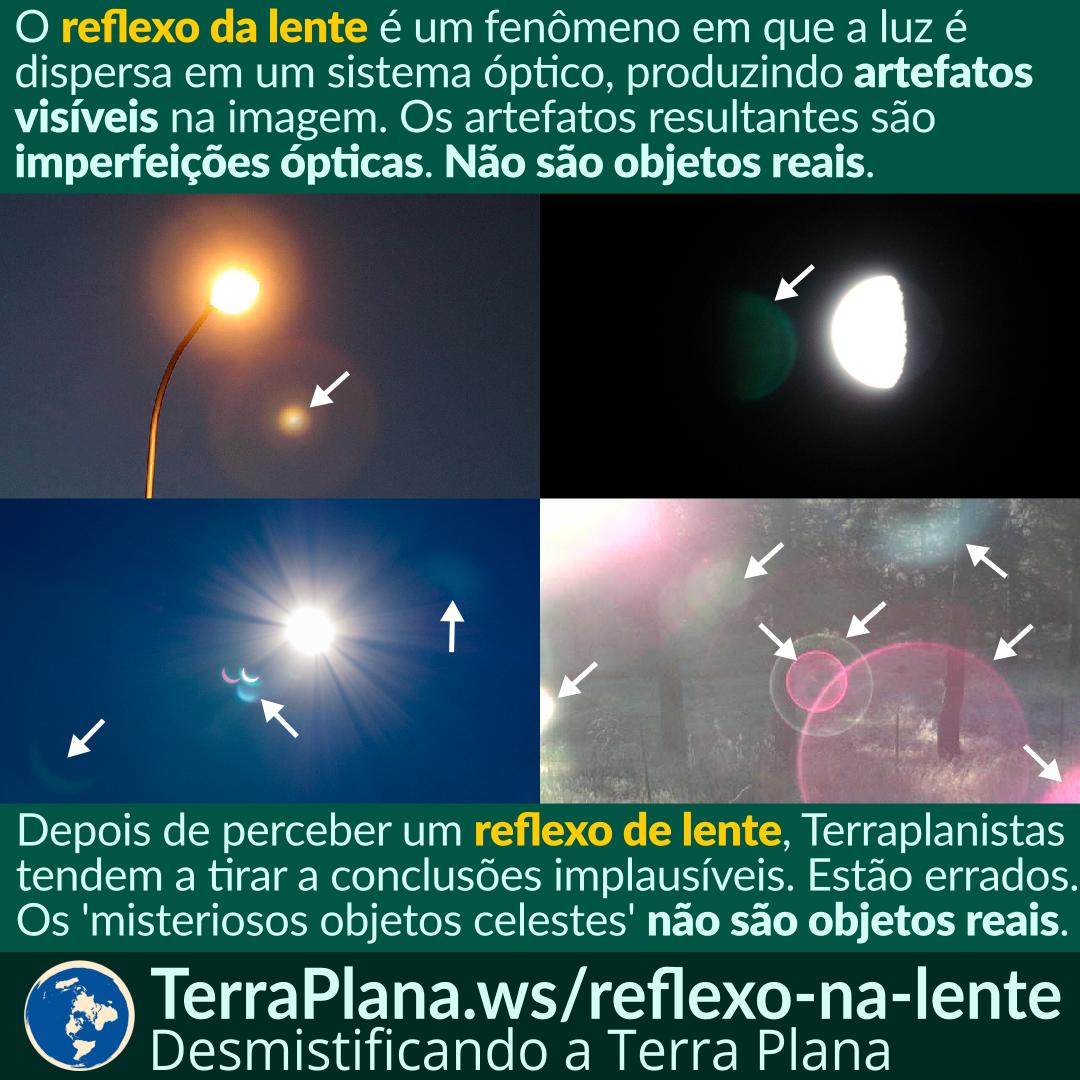 O reflexo da lente é um fenômeno em que a luz é
dispersa em um sistema óptico, produzindo artefatos
visíveis na imagem. Os artefatos resultantes são
imperfeições ópticas. Não são objetos reais.
Depois de perceber um reflexo de lente, Terraplanistas
tendem a tirar a conclusões implausíveis. Estão errados.
Os 'misteriosos objetos celestes' não são objetos reais.
TerraPlana.ws/reflexo-na-lente
Desmistificando a Terra Plana